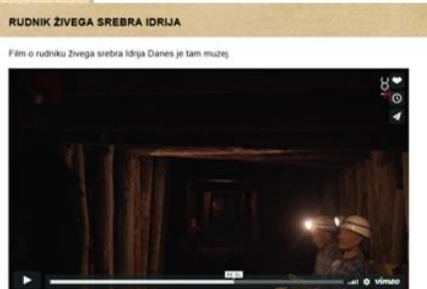 RUDNIK ŽIVEGA SREBRA IDRIJA
Film o rudniku živega srebra Idrija Danes je tam muzej.
vimeo